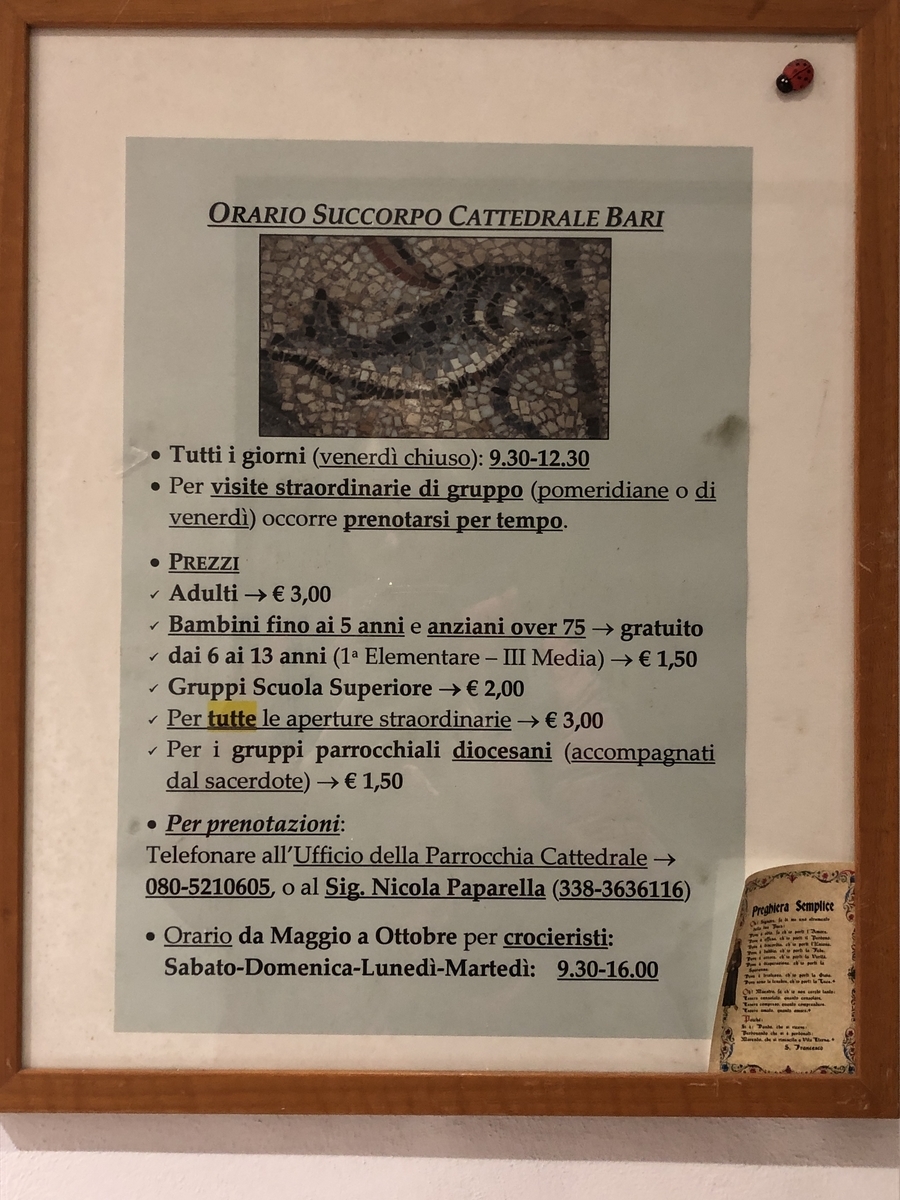 ORARIO SUCCORPO CATTEDRALE BARI
• Tutti i giorni (venerdì chiuso): 9.30-12.30
• Per visite straordinarie di gruppo (pomeridiane o di
venerdì) occorre prenotarsi per tempo.
• PREZZI
✓ Adulti → € 3,00
✓ Bambini fino ai 5 anni e anziani over 75 → gratuito
✓ dai 6 ai 13 anni (1ª Elementare – III Media) → € 1,50
✓ Gruppi Scuola Superiore → € 2,00
✓ Per tutte le aperture straordinarie → € 3,00
✓ Per i gruppi parrocchiali diocesani (accompagnati
dal sacerdote) → € 1,50
• Per prenotazioni:
Telefonare all'Ufficio della Parrocchia Cattedrale →
080-5210605, o al Sig. Nicola Paparella (338-3636116)
• Orario da Maggio a Ottobre per crocieristi:
Sabato-Domenica-Lunedì-Martedì: 9.30-16.00
Preghiera Semplice
S. Francesco